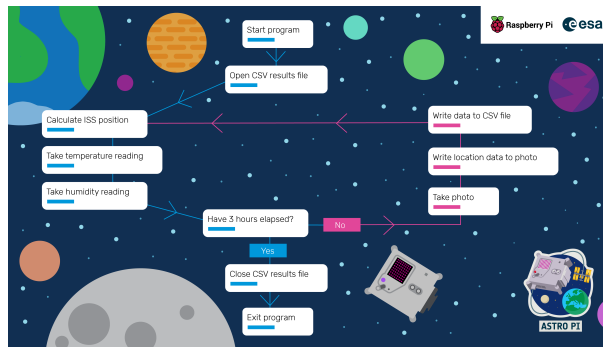 Start program
Raspberry Pi
esa
Open CSV results file
Calculate ISS position
Write data to CSV file
Take temperature reading
Write location data to photo
Take humidity reading
Take photo
Have 3 hours elapsed?
No
Yes
Close CSV results file
Exit program
ASTRO PI